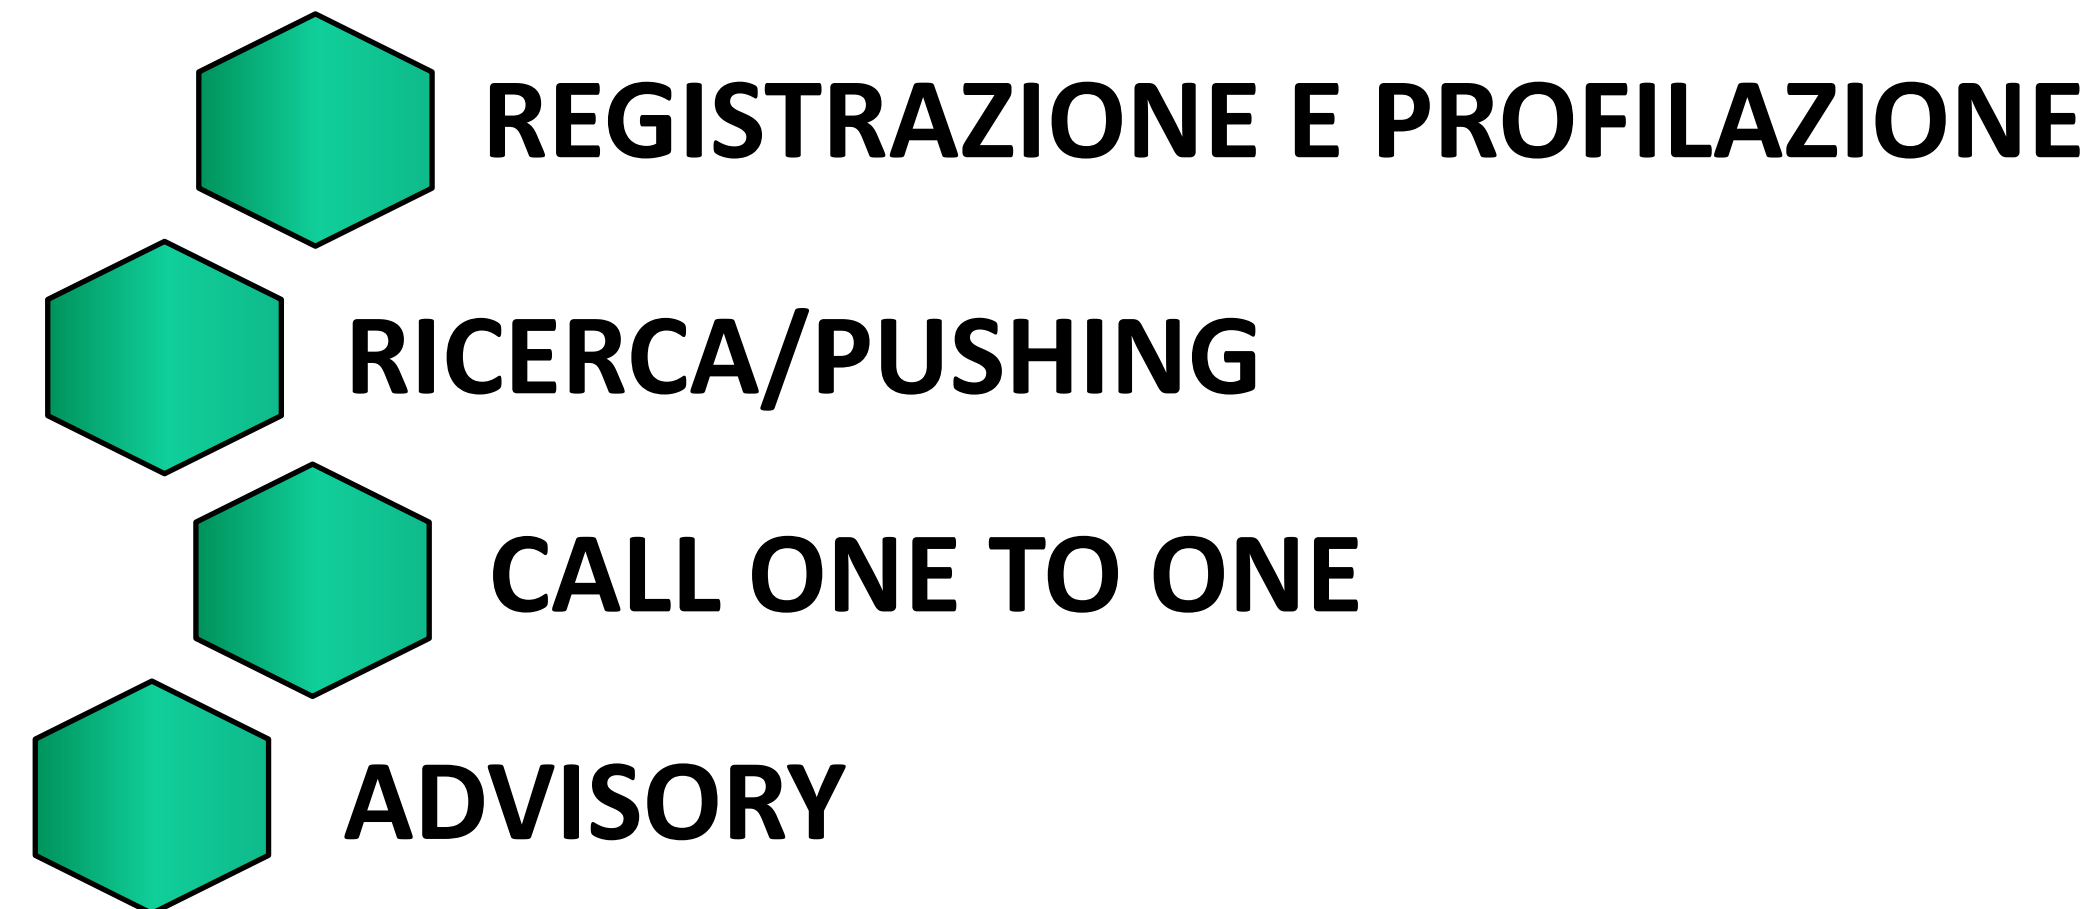 REGISTRAZIONE E PROFILAZIONE
RICERCA/PUSHING
CALL ONE TO ONE
ADVISORY